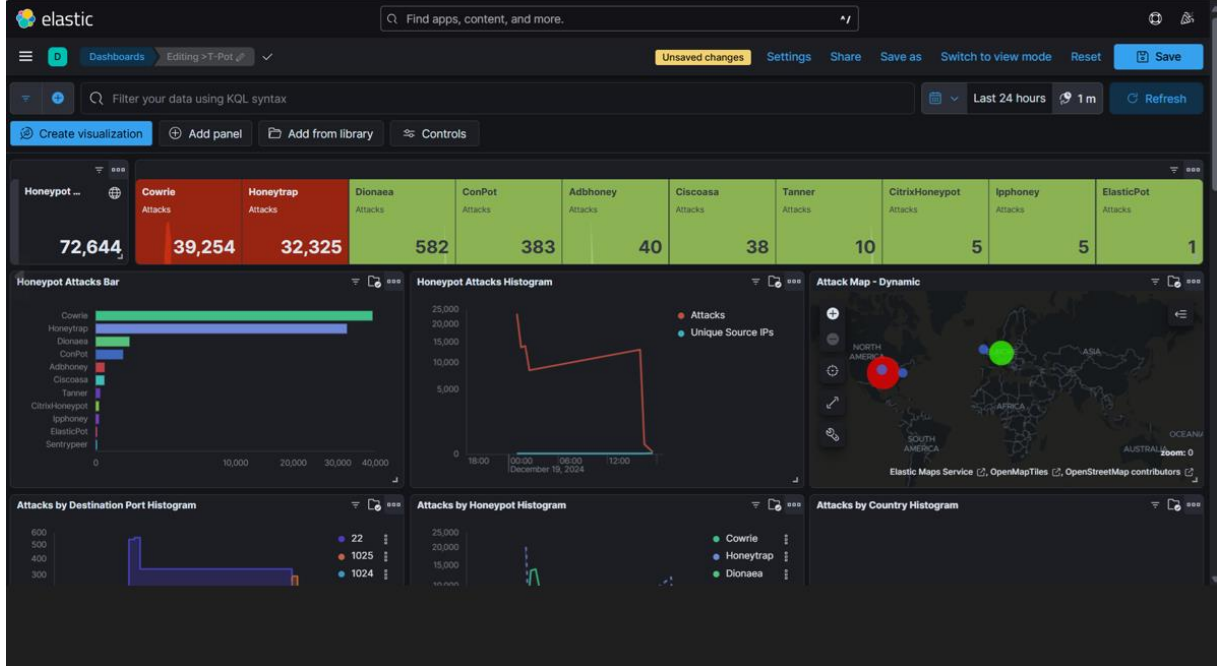 elastic
Find apps, content, and more.
^/
D
Dashboards
Editing >T-Pot
Unsaved changes
Settings
Share
Save as
Switch to view mode
Reset
Save
Filter your data using KQL syntax
Last 24 hours
1 m
Refresh
Create visualization
Add panel
Add from library
Controls
Honeypot ...
72,644
Cowrie
Attacks
39,254
Honeytrap
Attacks
32,325
Dionaea
Attacks
582
ConPot
Attacks
383
Adbhoney
Attacks
40
Ciscoasa
Attacks
38
Tanner
Attacks
10
CitrixHoneypot
Attacks
5
Ipphoney
Attacks
5
ElasticPot
Attacks
1
Honeypot Attacks Bar
Cowrie
Honeytrap
Dionaea
ConPot
Adbhoney
Ciscoasa
Tanner
CitrixHoneypot
Ipphoney
ElasticPot
Sentrypeer
0
10,000
20,000
30,000
40,000
Honeypot Attacks Histogram
25,000
20,000
15,000
10,000
5,000
0
18:00
00:00
06:00
12:00
December 19, 2024
Attacks
Unique Source IPs
Attack Map - Dynamic
NORTH
AMERICA
ASIA
AFRICA
SOUTH
AMERICA
OCEANIA
AUSTRALIA
zoom: 0
Elastic Maps Service, OpenMapTiles, OpenStreetMap contributors
Attacks by Destination Port Histogram
600
500
400
300
22
1025
1024
Attacks by Honeypot Histogram
25,000
20,000
15,000
10,000
Cowrie
Honeytrap
Dionaea
Attacks by Country Histogram